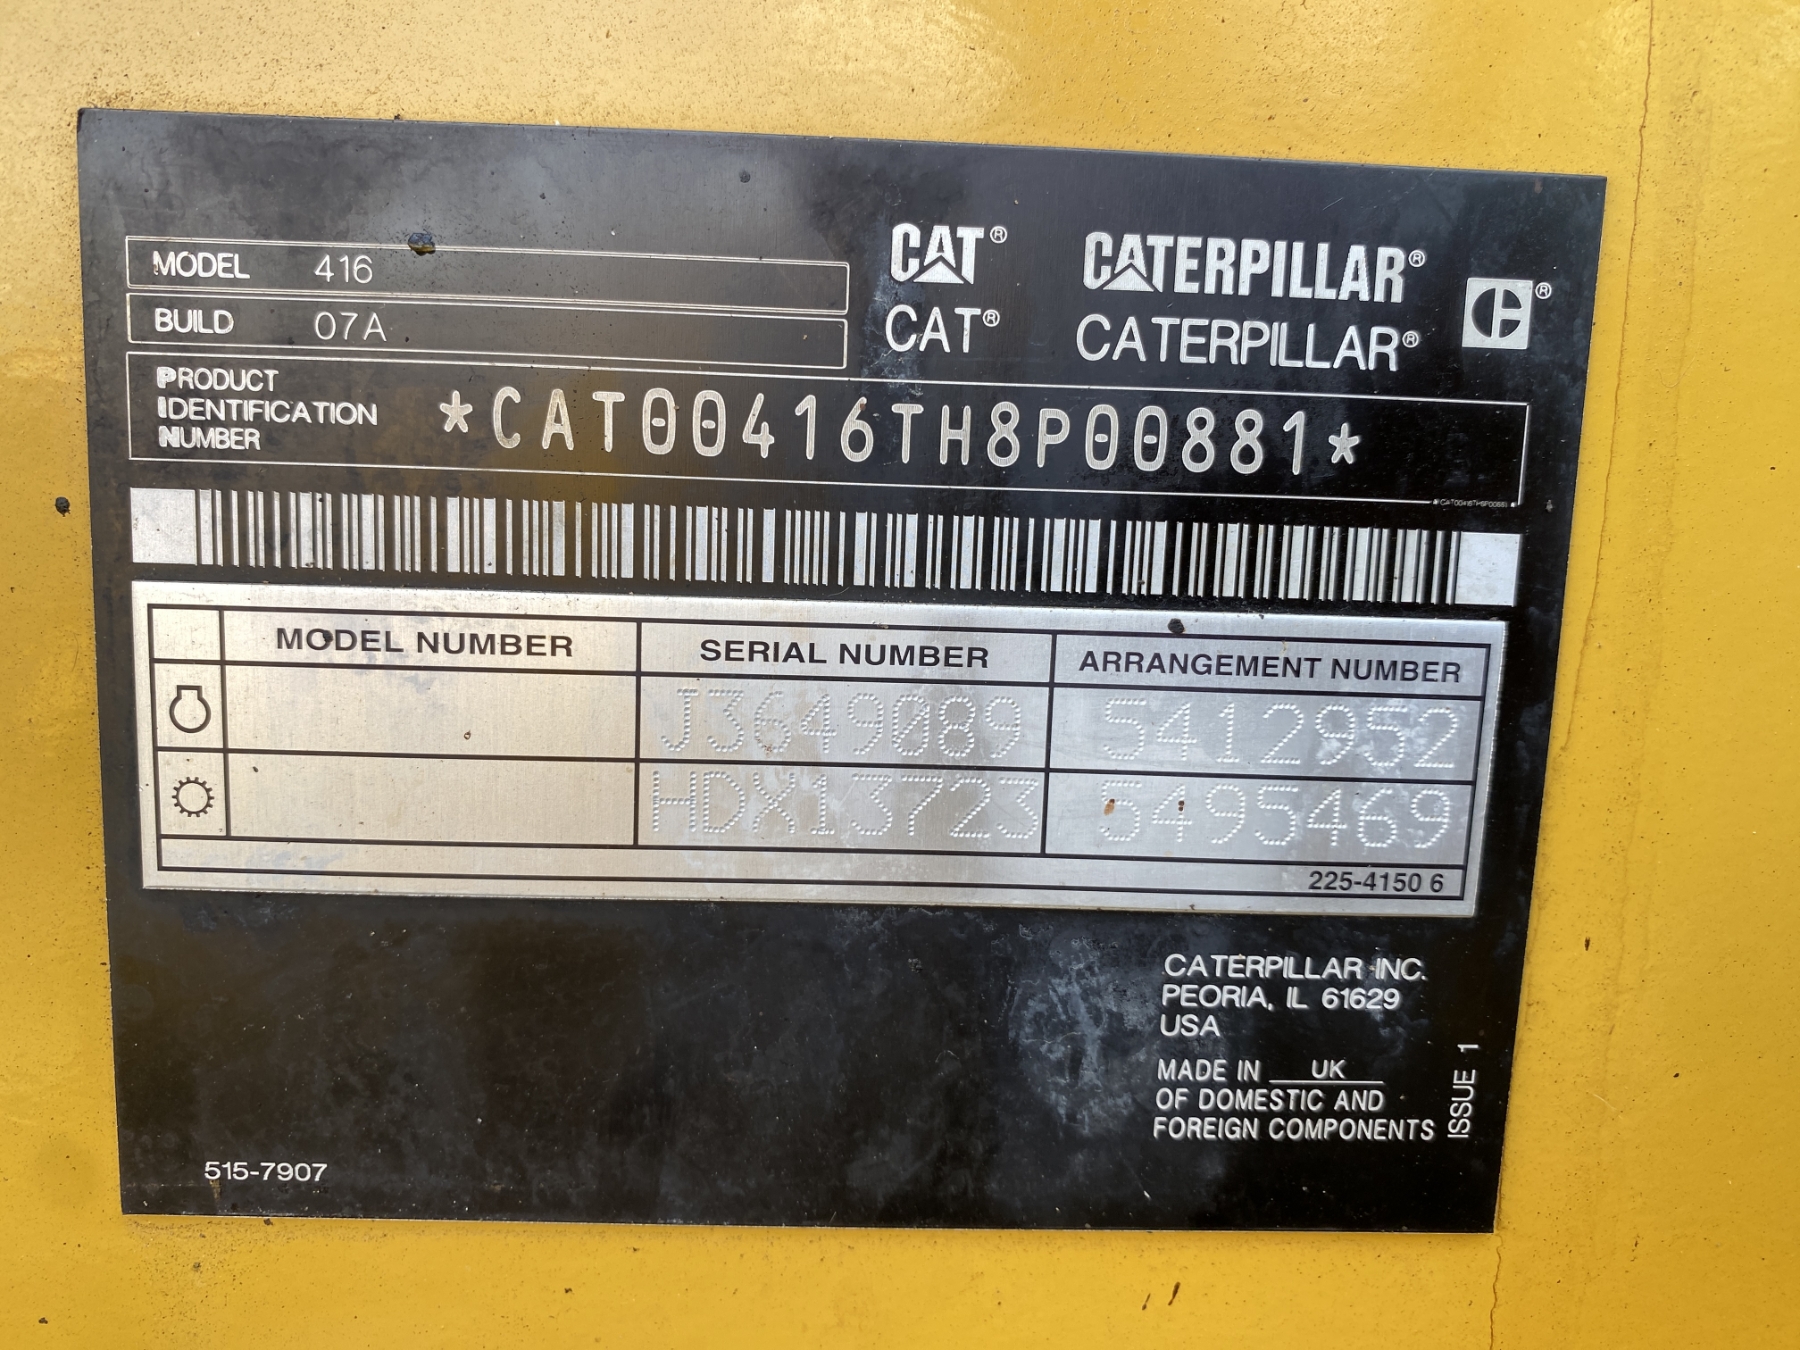 MODEL 416
BUILD 07A
CAT® CATERPILLAR® ®
CAT® CATERPILLAR®
PRODUCT
IDENTIFICATION
NUMBER
*CAT00416TH8P00881*
MODEL NUMBER SERIAL NUMBER ARRANGEMENT NUMBER
J3649089 5412952
HDX13723 5495469
225-4150 6
CATERPILLAR INC.
PEORIA, IL 61629
USA
MADE IN UK
OF DOMESTIC AND
FOREIGN COMPONENTS
ISSUE 1
515-7907